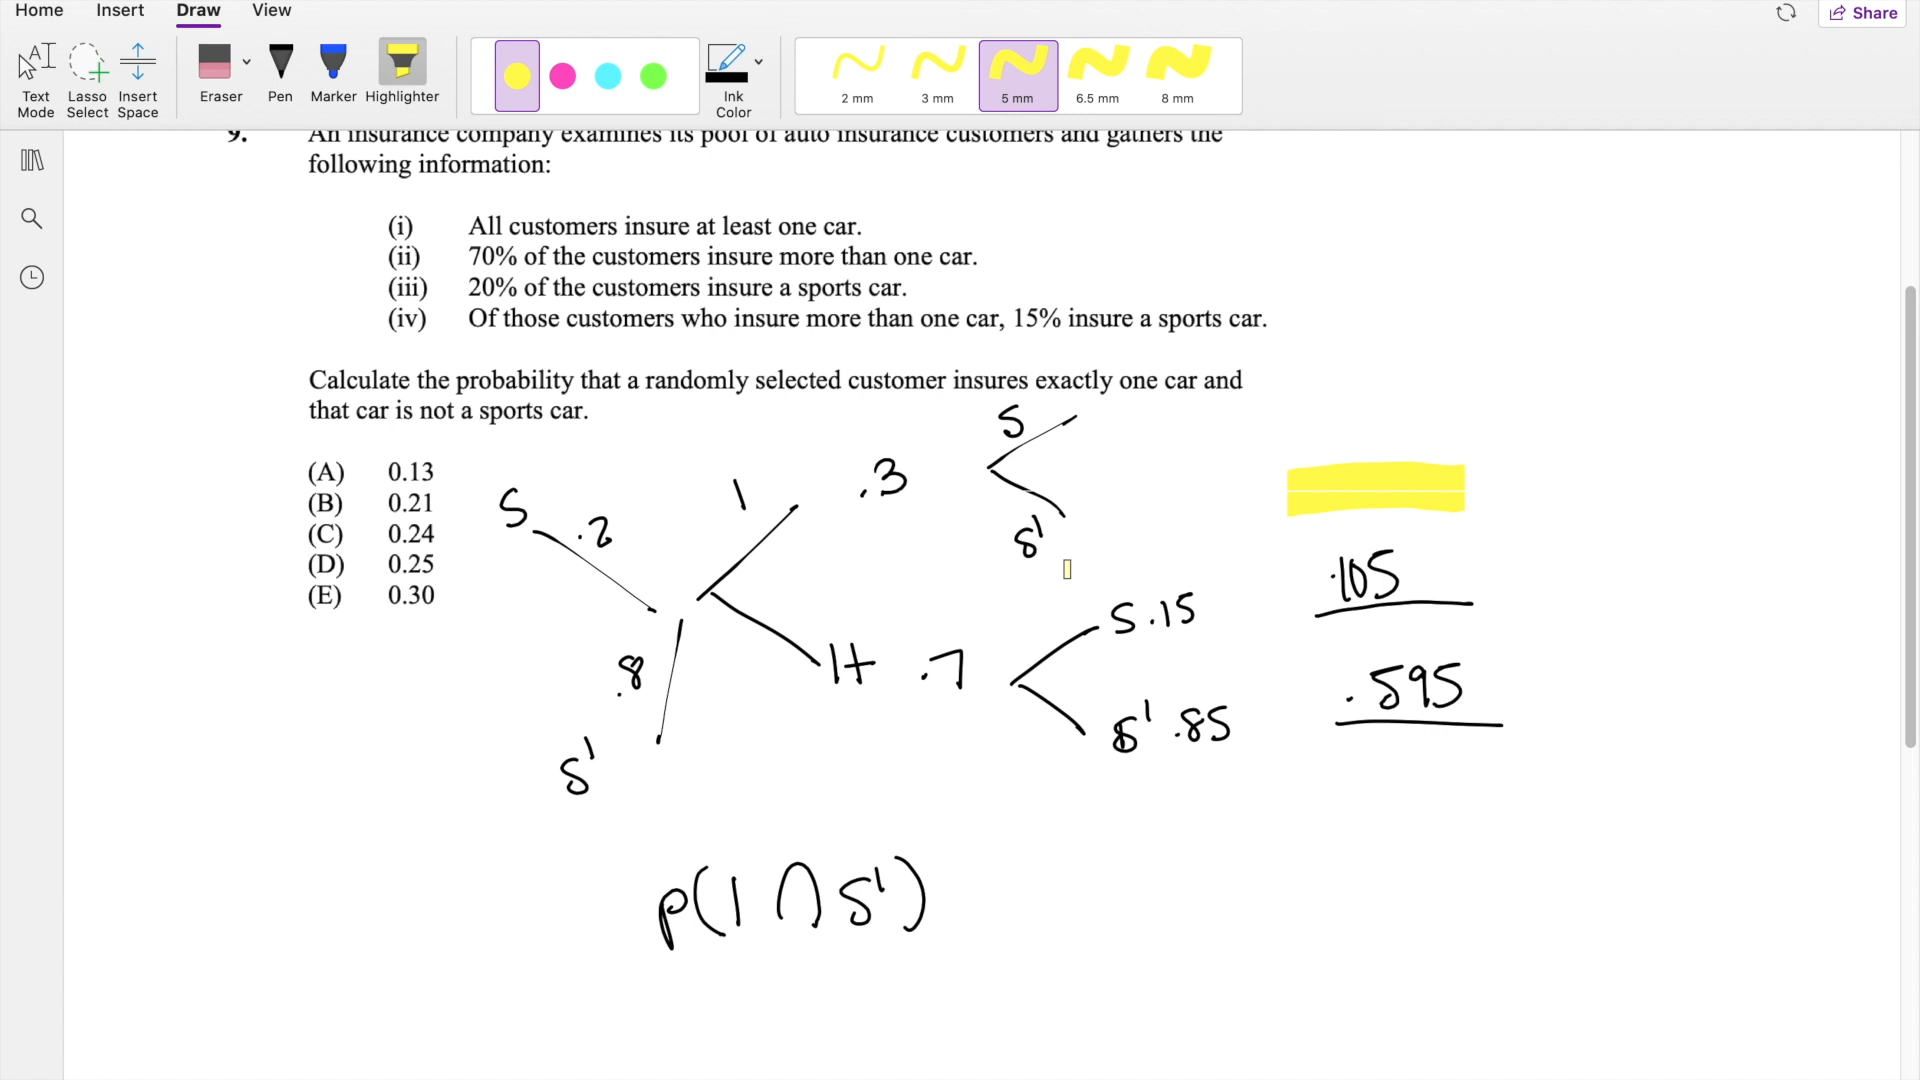 Home Insert Draw View Share
Text Mode
Lasso Select
Insert Space
Eraser
Pen
Marker
Highlighter
Ink Color
2 mm
3 mm
5 mm
6.5 mm
8 mm
9. An insurance company examines its pool of auto insurance customers and gathers the
following information:
(i) All customers insure at least one car.
(ii) 70% of the customers insure more than one car.
(iii) 20% of the customers insure a sports car.
(iv) Of those customers who insure more than one car, 15% insure a sports car.
Calculate the probability that a randomly selected customer insures exactly one car and
that car is not a sports car.
(A) 0.13
(B) 0.21
(C) 0.24
(D) 0.25
(E) 0.30
S .2
1 .3
S
S'
.8
S'
1+ .7
S .15
S' .85
.105
.595
P(1 ∩ S')